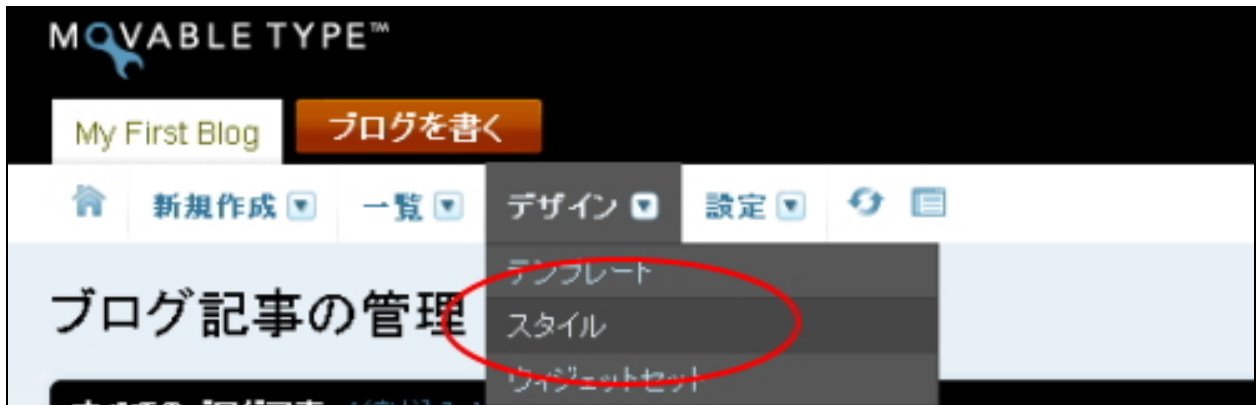 MOVABLE TYPE™
My First Blog ブログを書く
新規作成 一覧 デザイン 設定
テンプレート
ブログ記事の管理 スタイル
ウィジェットセット